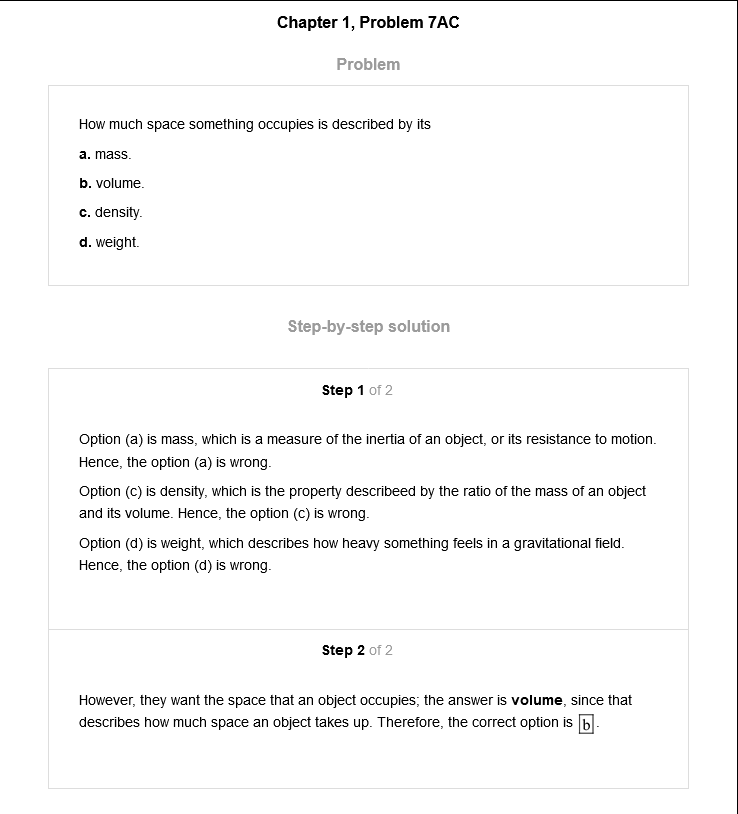 Chapter 1, Problem 7AC
Problem
How much space something occupies is described by its
a. mass.
b. volume.
c. density.
d. weight.
Step-by-step solution
Step 1 of 2
Option (a) is mass, which is a measure of the inertia of an object, or its resistance to motion.
Hence, the option (a) is wrong.
Option (c) is density, which is the property describeed by the ratio of the mass of an object
and its volume. Hence, the option (c) is wrong.
Option (d) is weight, which describes how heavy something feels in a gravitational field.
Hence, the option (d) is wrong.
Step 2 of 2
However, they want the space that an object occupies; the answer is volume, since that
describes how much space an object takes up. Therefore, the correct option is b.